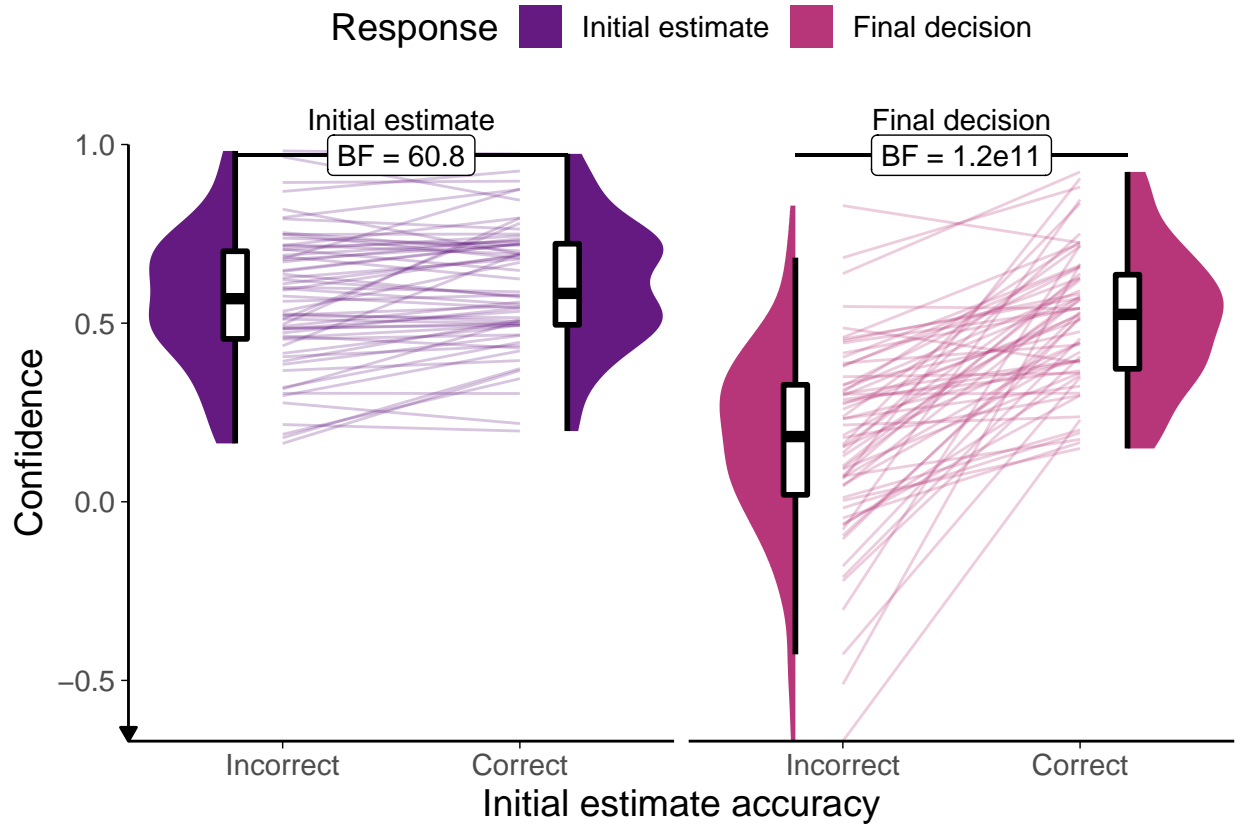 Response Initial estimate Final decision
Initial estimate Final decision
BF = 60.8 BF = 1.2e11
1.0
0.5
0.0
−0.5
Confidence
Incorrect Correct Incorrect Correct
Initial estimate accuracy